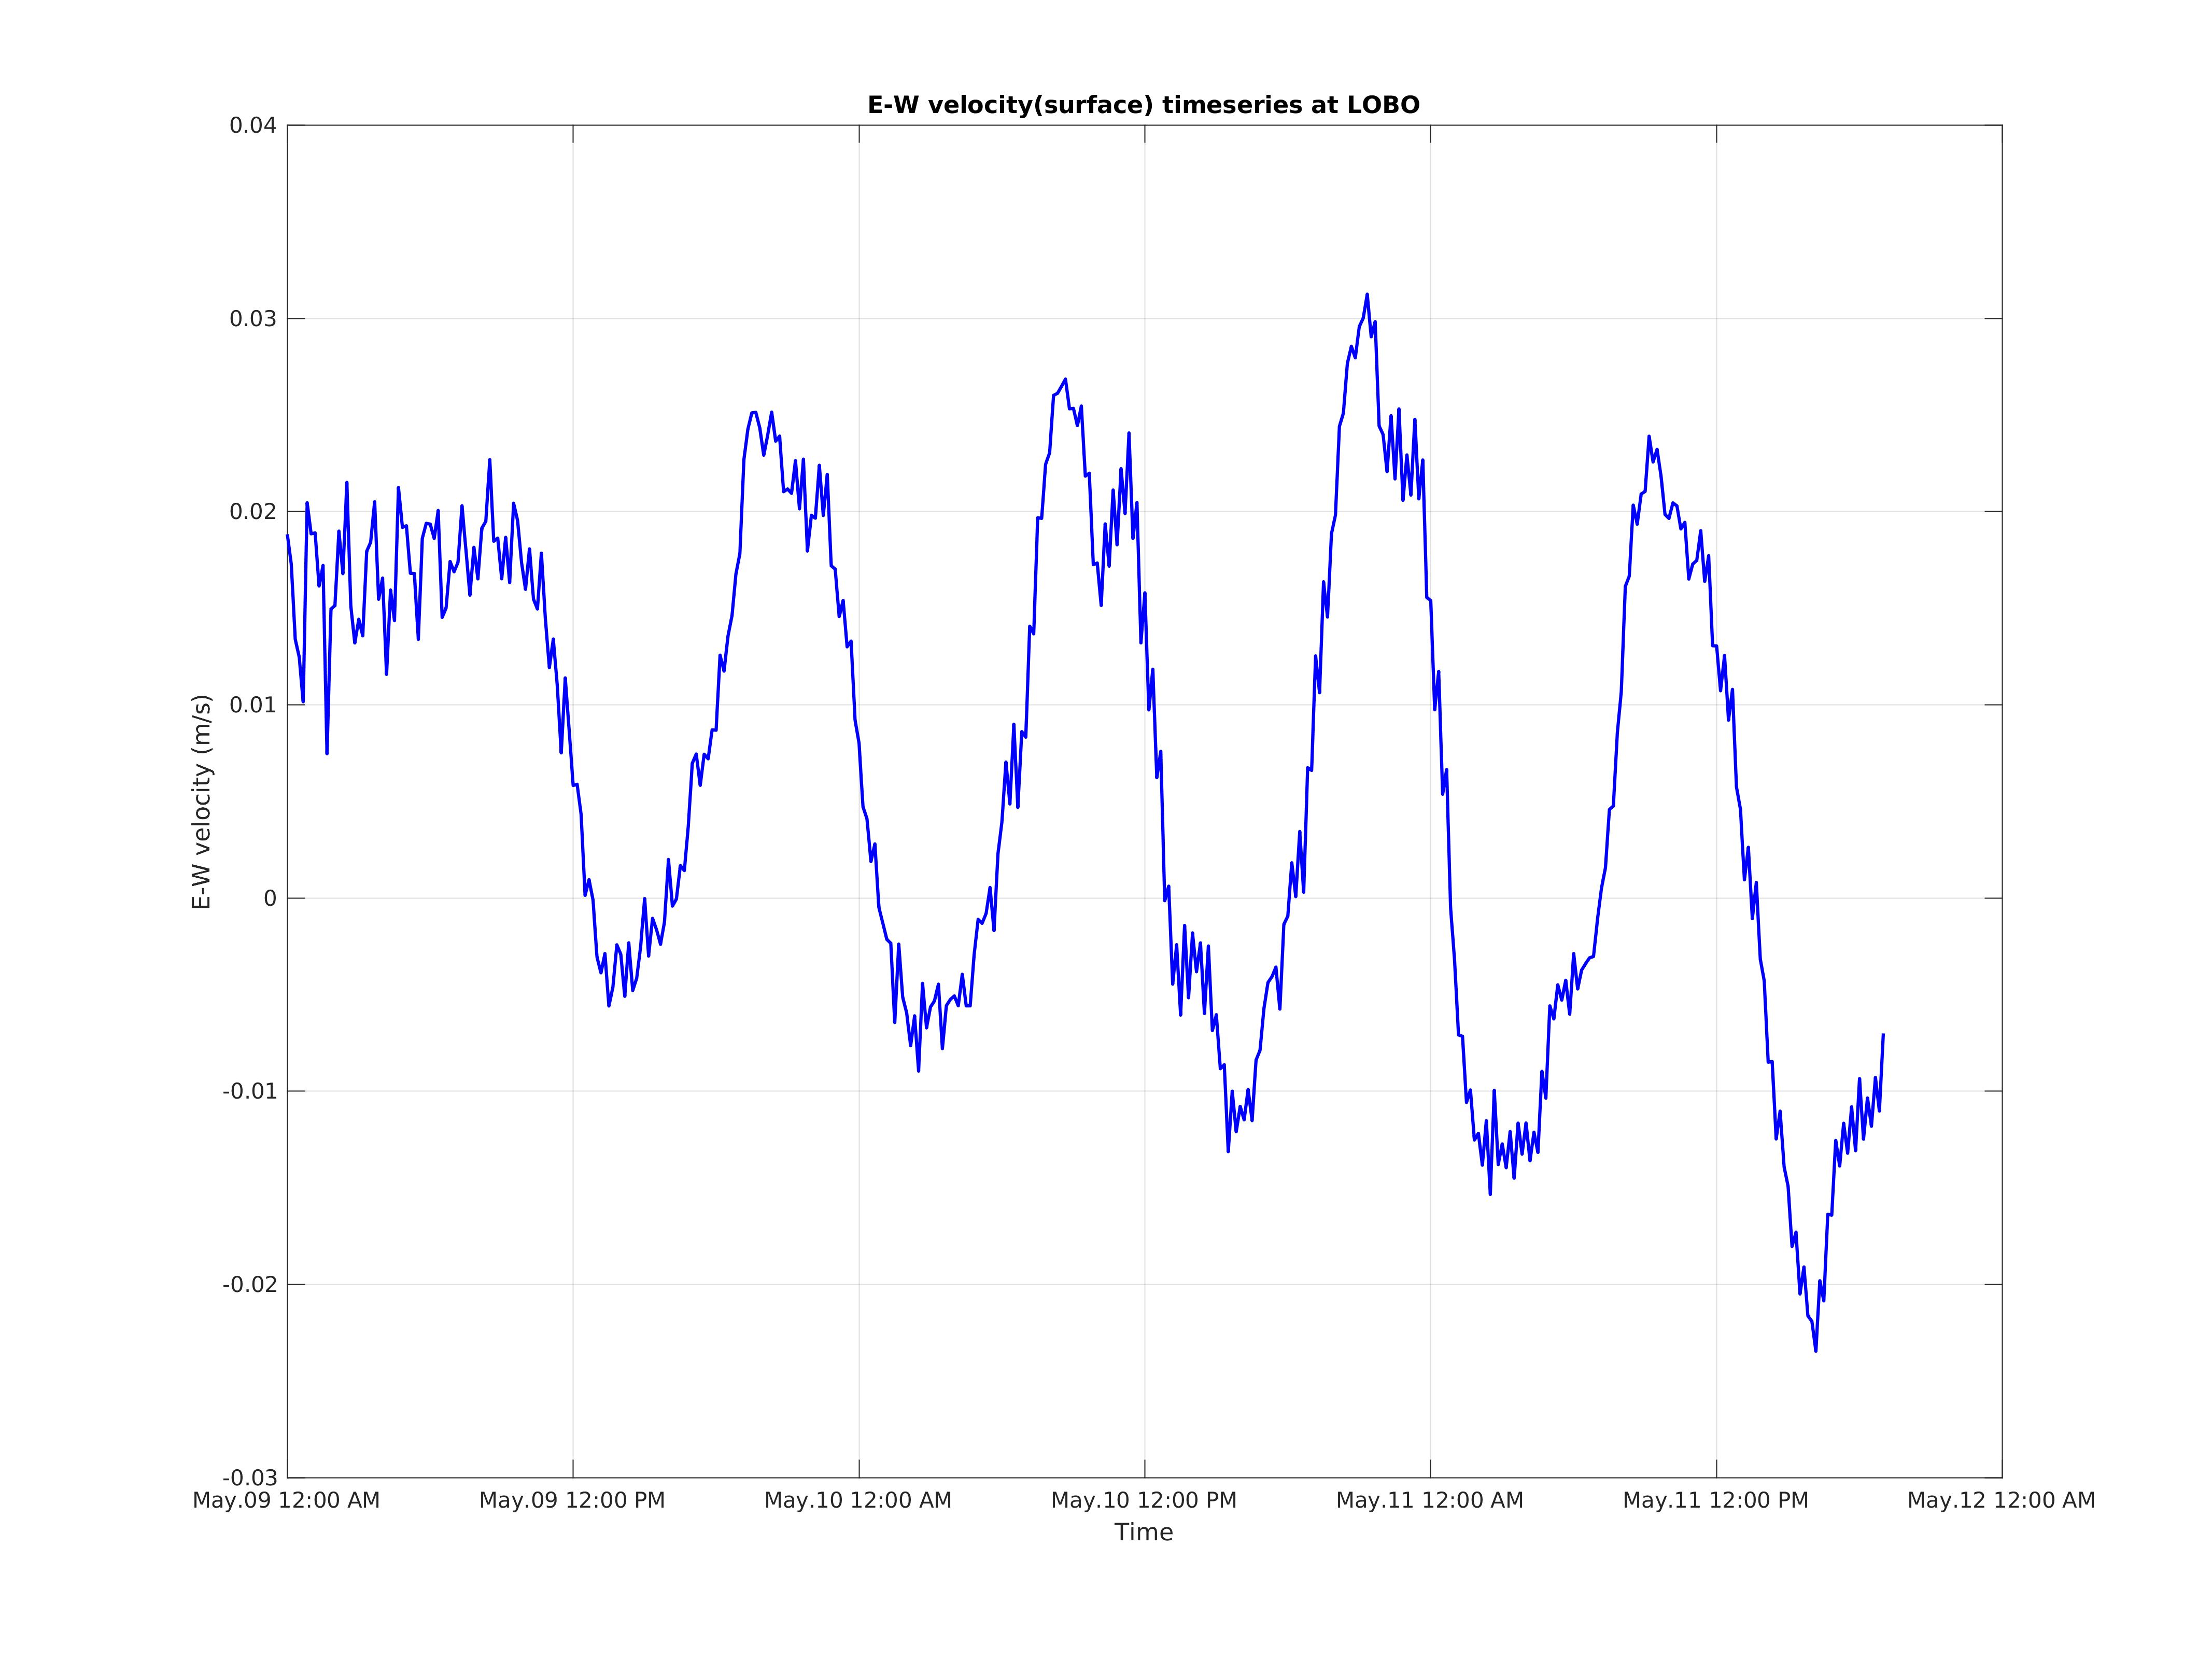 E-W velocity(surface) timeseries at LOBO
0.04
0.03
0.02
0.01
0
-0.01
-0.02
-0.03
E-W velocity (m/s)
May.09 12:00 AM May.09 12:00 PM May.10 12:00 AM May.10 12:00 PM May.11 12:00 AM May.11 12:00 PM May.12 12:00 AM
Time